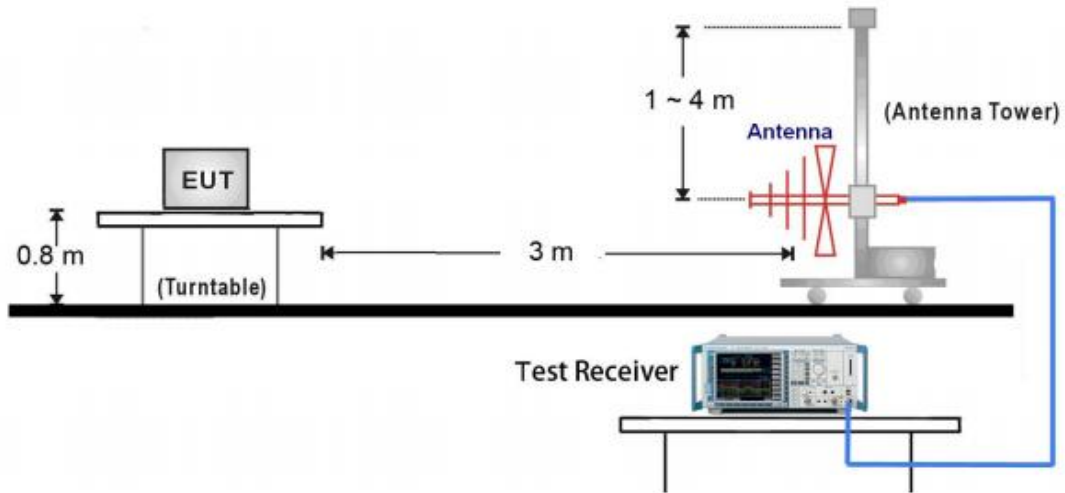 1 ~ 4 m
(Antenna Tower)
Antenna
EUT
0.8 m
3 m
(Turntable)
Test Receiver